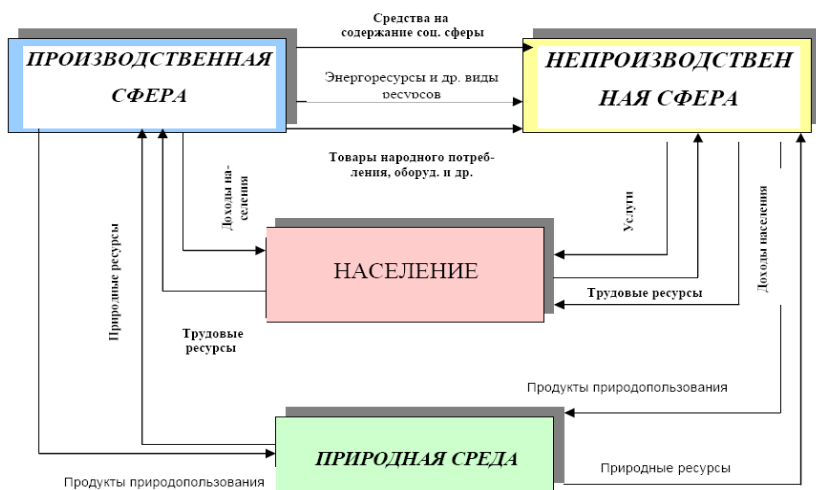 Средства на
содержание соц. сферы
ПРОИЗВОДСТВЕННАЯ
СФЕРА
НЕПРОИЗВОДСТВЕН
НАЯ СФЕРА
Энергоресурсы и др. виды
ресурсов
Товары народного потреб-
ления, оборуд. и др.
Природные ресурсы
Доходы на-
селения
Услуги
Доходы населения
НАСЕЛЕНИЕ
Трудовые ресурсы
Трудовые
ресурсы
Продукты природопользования
ПРИРОДНАЯ СРЕДА
Природные ресурсы
Продукты природопользования